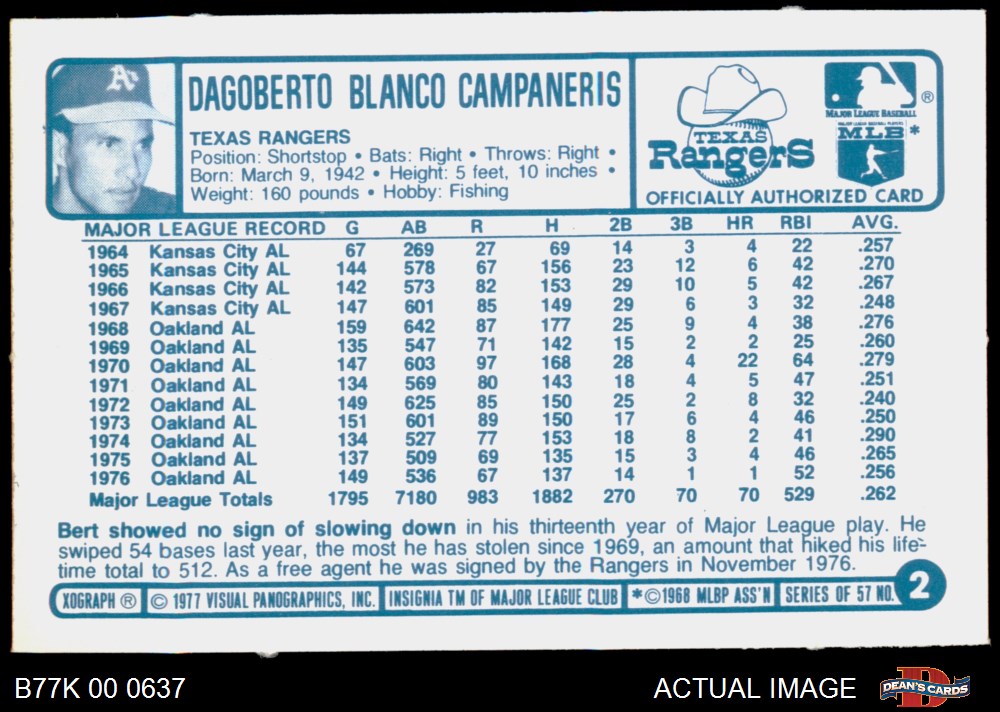 A's
DAGOBERTO BLANCO CAMPANERIS
TEXAS RANGERS
Position: Shortstop • Bats: Right • Throws: Right •
Born: March 9, 1942 • Height: 5 feet, 10 inches •
Weight: 160 pounds • Hobby: Fishing
TEXAS
Rangers
®
MAJOR LEAGUE BASEBALL
MAJOR LEAGUE BASEBALL PLAYERS
MLB*
OFFICIALLY AUTHORIZED CARD
MAJOR LEAGUE RECORD G AB R H 2B 3B HR RBI AVG.
1964 Kansas City AL 67 269 27 69 14 3 4 22 .257
1965 Kansas City AL 144 578 67 156 23 12 6 42 .270
1966 Kansas City AL 142 573 82 153 29 10 5 42 .267
1967 Kansas City AL 147 601 85 149 29 6 3 32 .248
1968 Oakland AL 159 642 87 177 25 9 4 38 .276
1969 Oakland AL 135 547 71 142 15 2 2 25 .260
1970 Oakland AL 147 603 97 168 28 4 22 64 .279
1971 Oakland AL 134 569 80 143 18 4 5 47 .251
1972 Oakland AL 149 625 85 150 25 2 8 32 .240
1973 Oakland AL 151 601 89 150 17 6 4 46 .250
1974 Oakland AL 134 527 77 153 18 8 2 41 .290
1975 Oakland AL 137 509 69 135 15 3 4 46 .265
1976 Oakland AL 149 536 67 137 14 1 1 52 .256
Major League Totals 1795 7180 983 1882 270 70 70 529 .262
Bert showed no sign of slowing down in his thirteenth year of Major League play. He
swiped 54 bases last year, the most he has stolen since 1969, an amount that hiked his life-
time total to 512. As a free agent he was signed by the Rangers in November 1976.
XOGRAPH ® © 1977 VISUAL PANOGRAPHICS, INC. INSIGNIA TM OF MAJOR LEAGUE CLUB *©1968 MLBP ASS'N SERIES OF 57 NO. 2
B77K 00 0637
ACTUAL IMAGE
D
DEAN'S CARDS